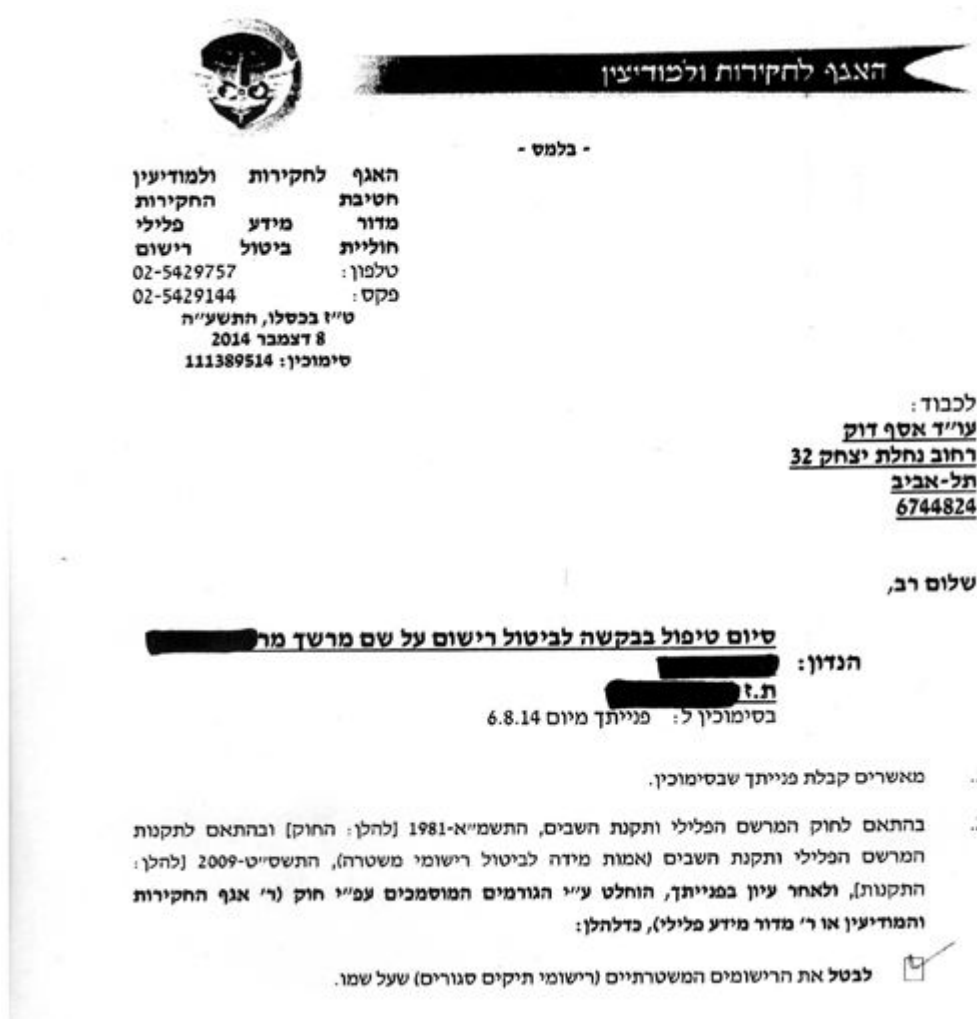 האגף לחקירות ולמודיעין
- בלמס -
האגף לחקירות ולמודיעין
חטיבת החקירות
מדור מידע פלילי
חוליית ביטול רישום
טלפון: 02-5429757
פקס: 02-5429144
ט״ז בכסלו, התשע״ה
8 דצמבר 2014
סימוכין: 111389514
לכבוד:
עו״ד אסף דוק
רחוב נחלת יצחק 32
תל-אביב
6744824
שלום רב,
הנדון: סיום טיפול בבקשה לביטול רישום על שם מרשך מר
ת.ז
בסימוכין ל: פנייתך מיום 6.8.14
מאשרים קבלת פנייתך שבסימוכין.
בהתאם לחוק המרשם הפלילי ותקנת השבים, התשמ״א-1981 [להלן: החוק] ובהתאם לתקנות
המרשם הפלילי ותקנת השבים (אמות מידה לביטול רישומי משטרה), התשס״ט-2009 [להלן:
התקנות], ולאחר עיון בפנייתך, הוחלט ע״י הגורמים המוסמכים עפ״י חוק (ר׳ אגף החקירות
והמודיעין או ר׳ מדור מידע פלילי), כדלהלן:
לבטל את הרישומים המשטרתיים (רישומי תיקים סגורים) שעל שמו.